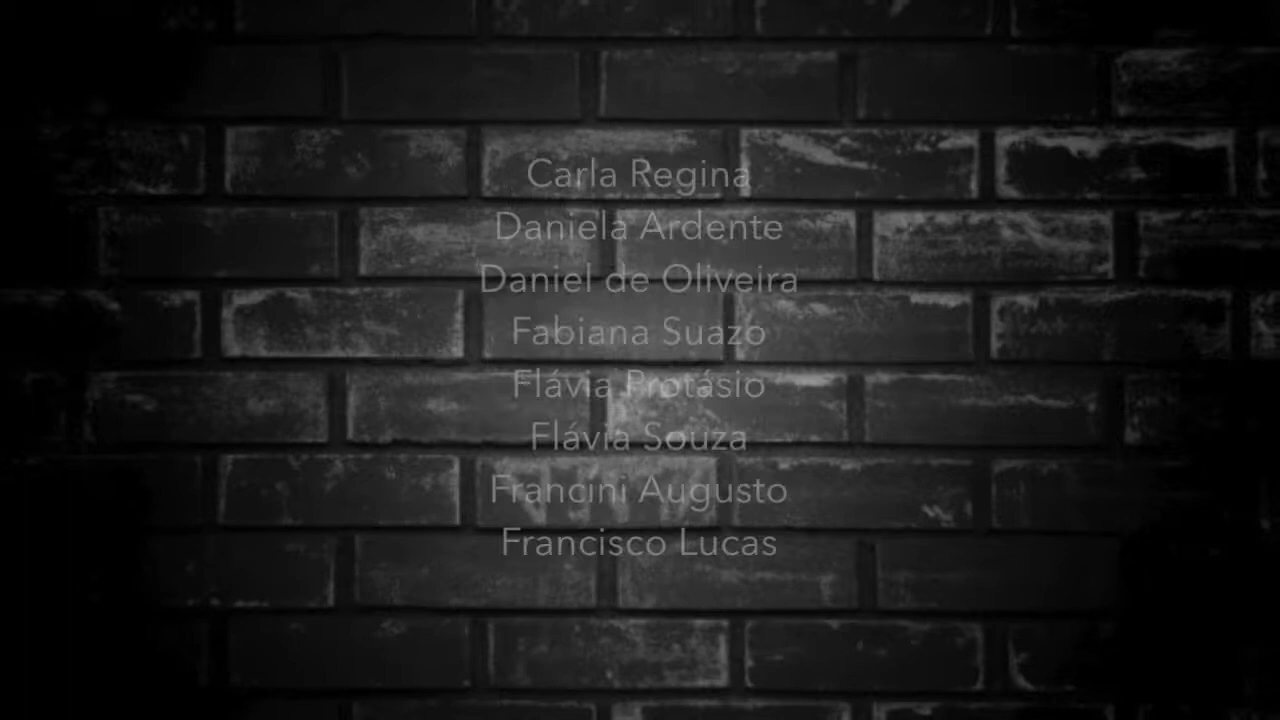 Carla Regina
Daniela Ardente
Daniel de Oliveira
Fabiana Suazo
Flávia Protásio
Flávia Souza
Francini Augusto
Francisco Lucas